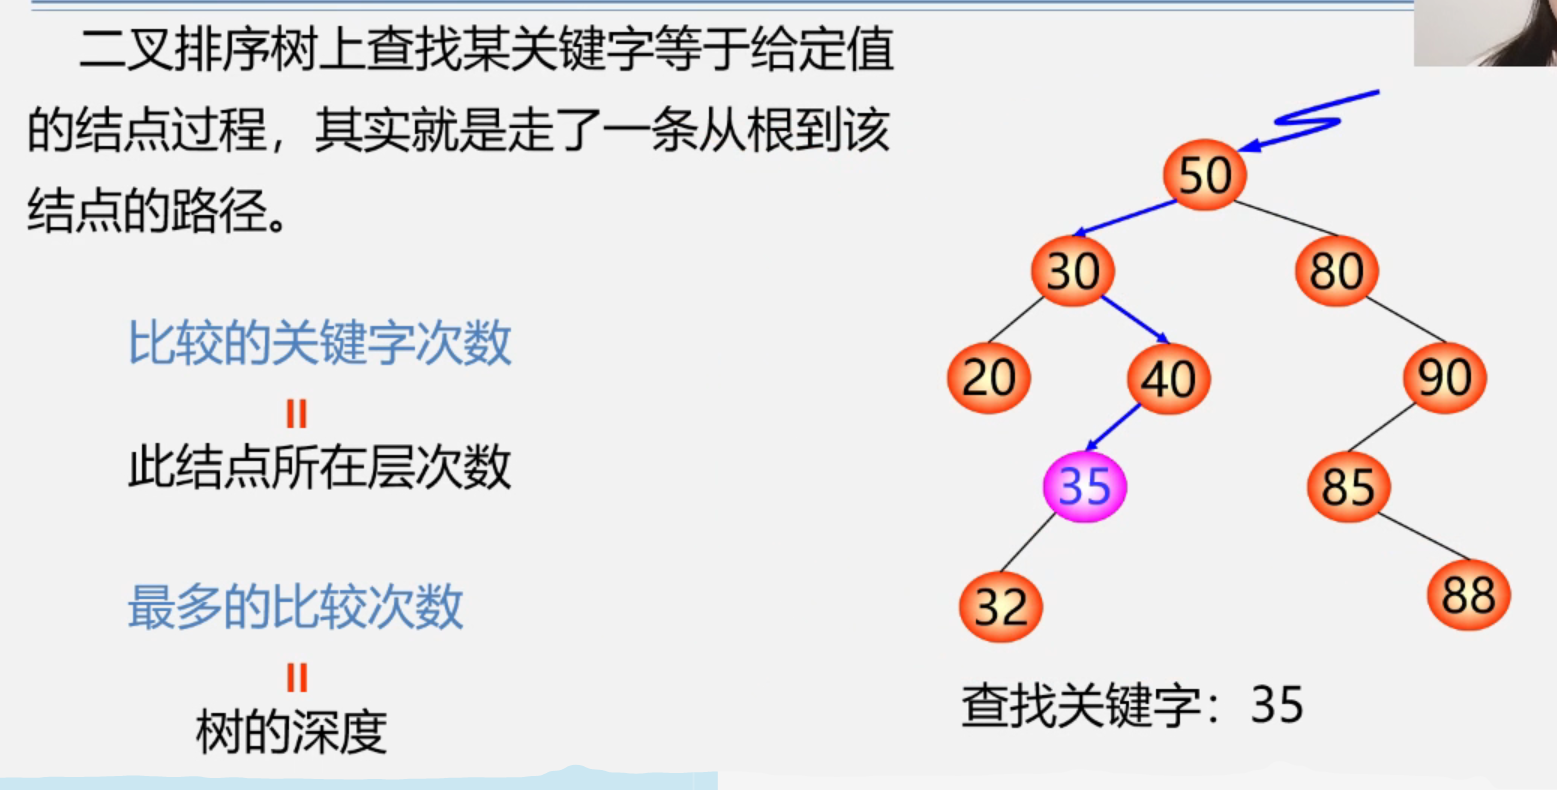 二叉排序树上查找某关键字等于给定值
的结点过程，其实就是走了一条从根到该
结点的路径。
比较的关键字次数
=
此结点所在层次数
最多的比较次数
=
树的深度
50
30
80
20
40
90
35
85
32
88
查找关键字：35